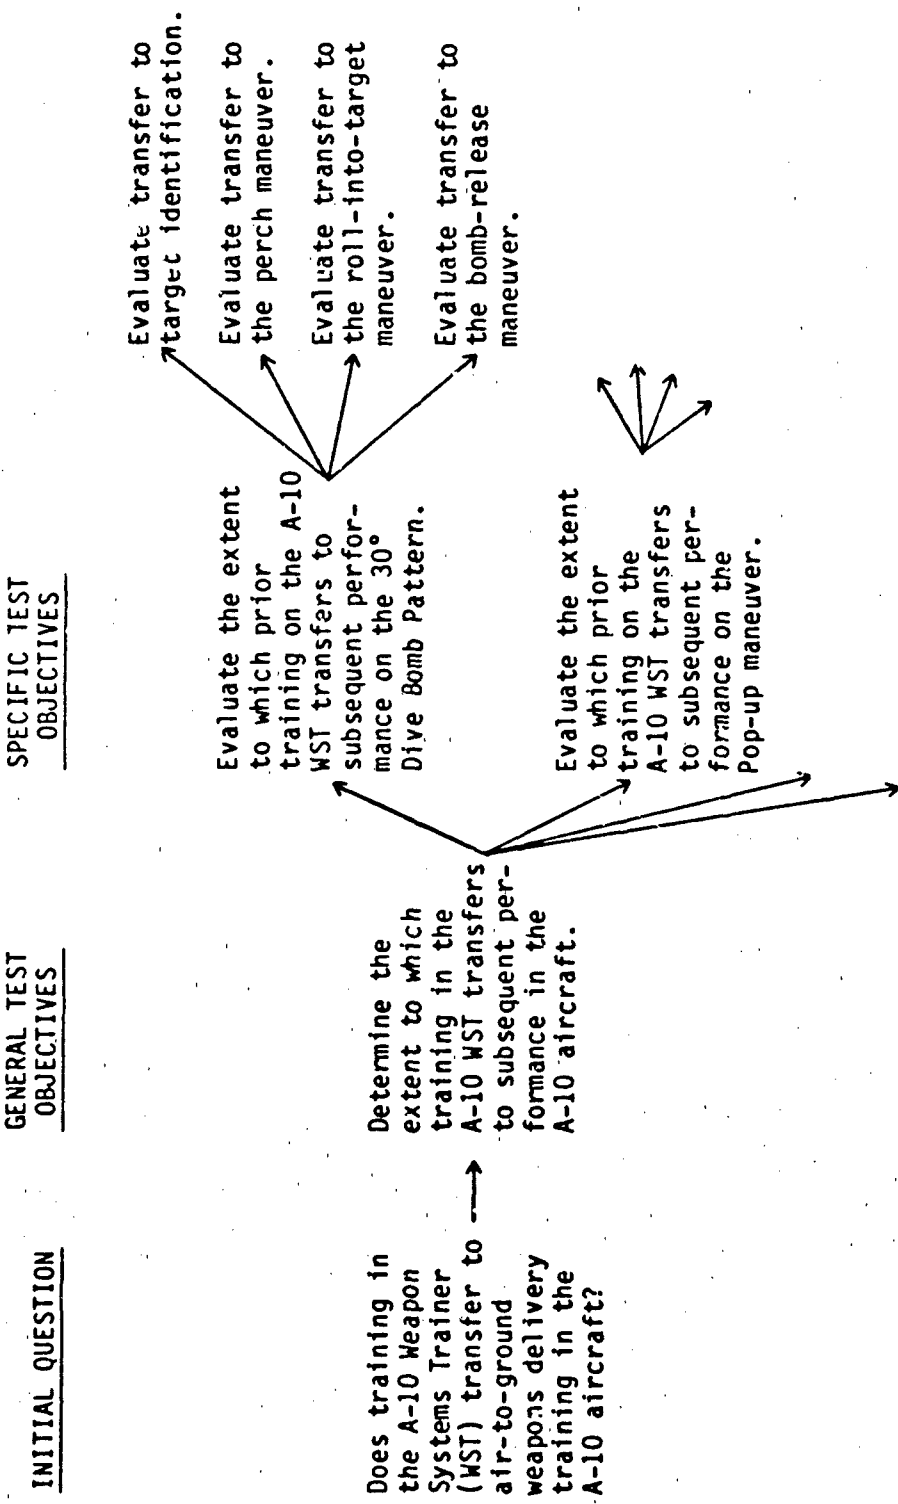 INITIAL QUESTION
Does training in
the A-10 Weapon
Systems Trainer
(WST) transfer to
air-to-ground
weapons delivery
training in the
A-10 aircraft?
GENERAL TEST
OBJECTIVES
Determine the
extent to which
training in the
A-10 WST transfers
to subsequent per-
formance in the
A-10 aircraft.
SPECIFIC TEST
OBJECTIVES
Evaluate the extent
to which prior
training on the A-10
WST transfers to
subsequent perfor-
mance on the 30°
Dive Bomb Pattern.
Evaluate the extent
to which prior
training on the
A-10 WST transfers
to subsequent per-
formance on the
Pop-up maneuver.
Evaluate transfer to
target identification.
Evaluate transfer to
the perch maneuver.
Evaluate transfer to
the roll-into-target
maneuver.
Evaluate transfer to
the bomb-release
maneuver.